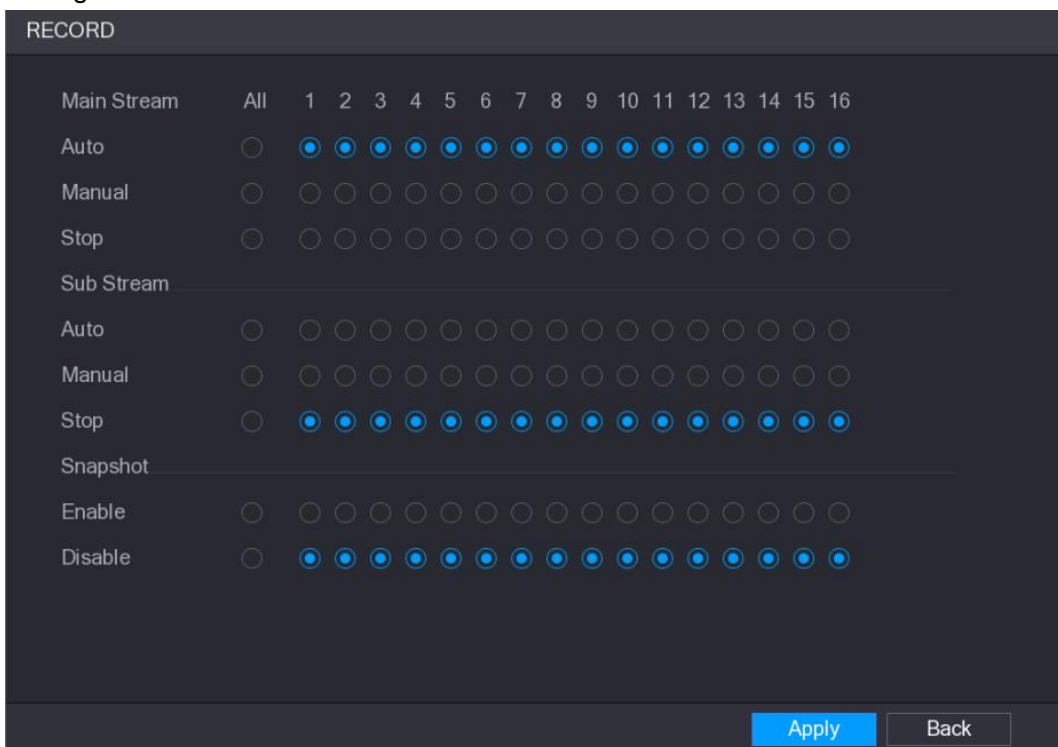 RECORD
Main Stream All 1 2 3 4 5 6 7 8 9 10 11 12 13 14 15 16
Auto
Manual
Stop
Sub Stream
Auto
Manual
Stop
Snapshot
Enable
Disable
Apply Back